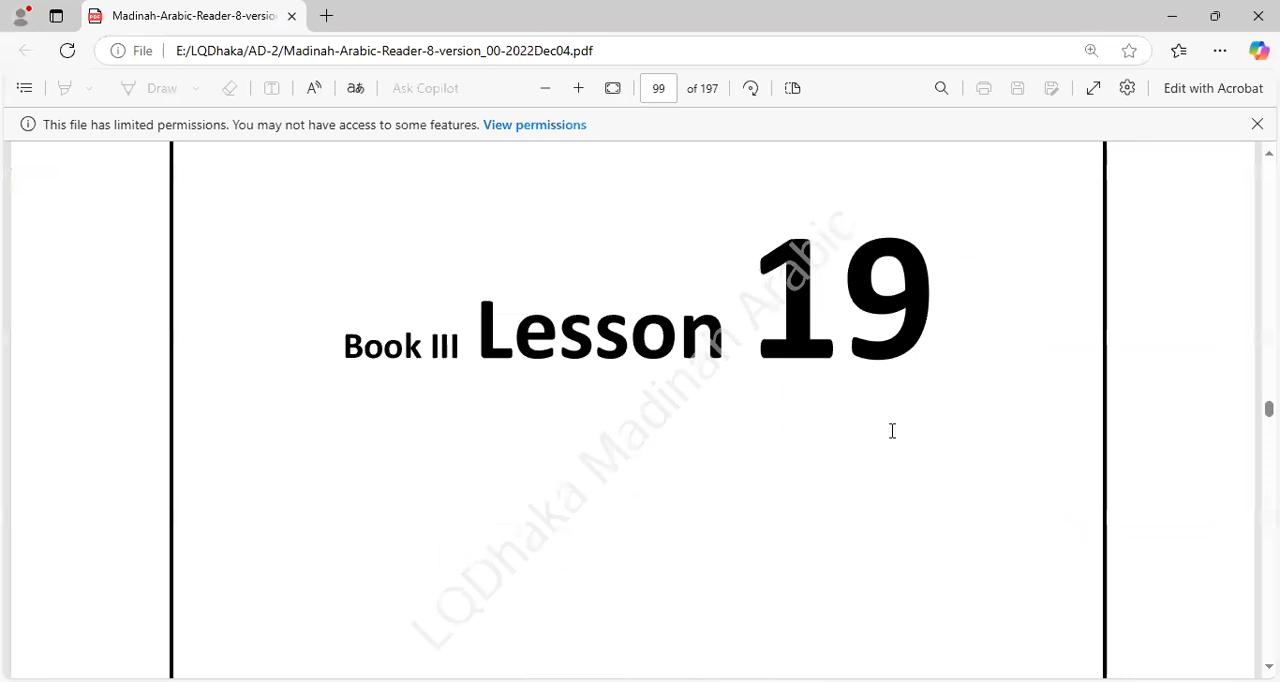 Madinah-Arabic-Reader-8-versio
File E:/LQDhaka/AD-2/Madinah-Arabic-Reader-8-version_00-2022Dec04.pdf
Draw aあ Ask Copilot 99 of 197 Edit with Acrobat
This file has limited permissions. You may not have access to some features. View permissions
Book III Lesson 19
LQDhaka Madinah Arabic